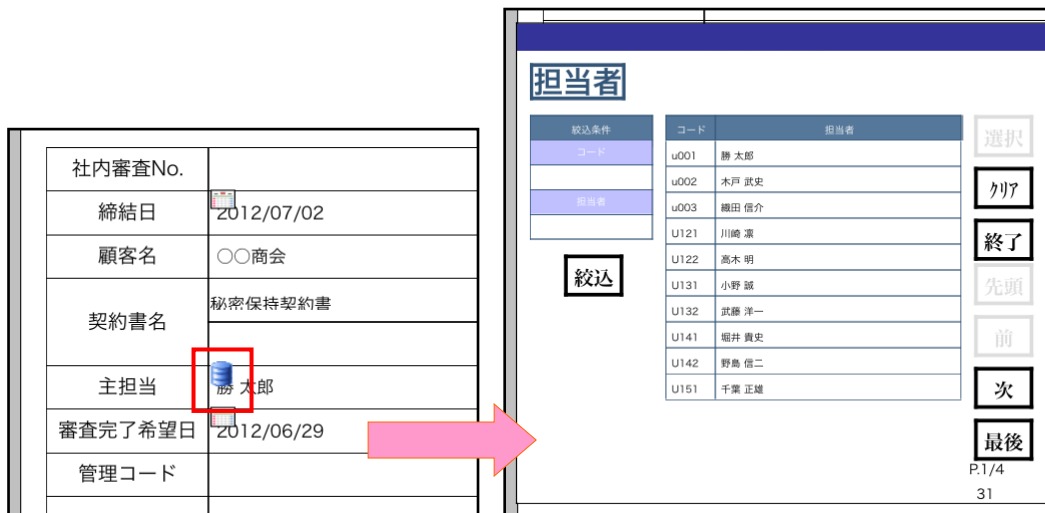 社内審査No.
締結日 2012/07/02
顧客名 ○○商会
契約書名 秘密保持契約書
主担当 勝 太郎
審査完了希望日 2012/06/29
管理コード
担当者
絞込条件
コード
担当者
絞込
コード 担当者
u001 勝 太郎
u002 木戸 武史
u003 織田 信介
U121 川崎 凛
U122 高木 明
U131 小野 誠
U132 武藤 洋一
U141 堀井 貴史
U142 野島 信二
U151 千葉 正雄
選択
クリア
終了
先頭
前
次
最後
P.1/4
31